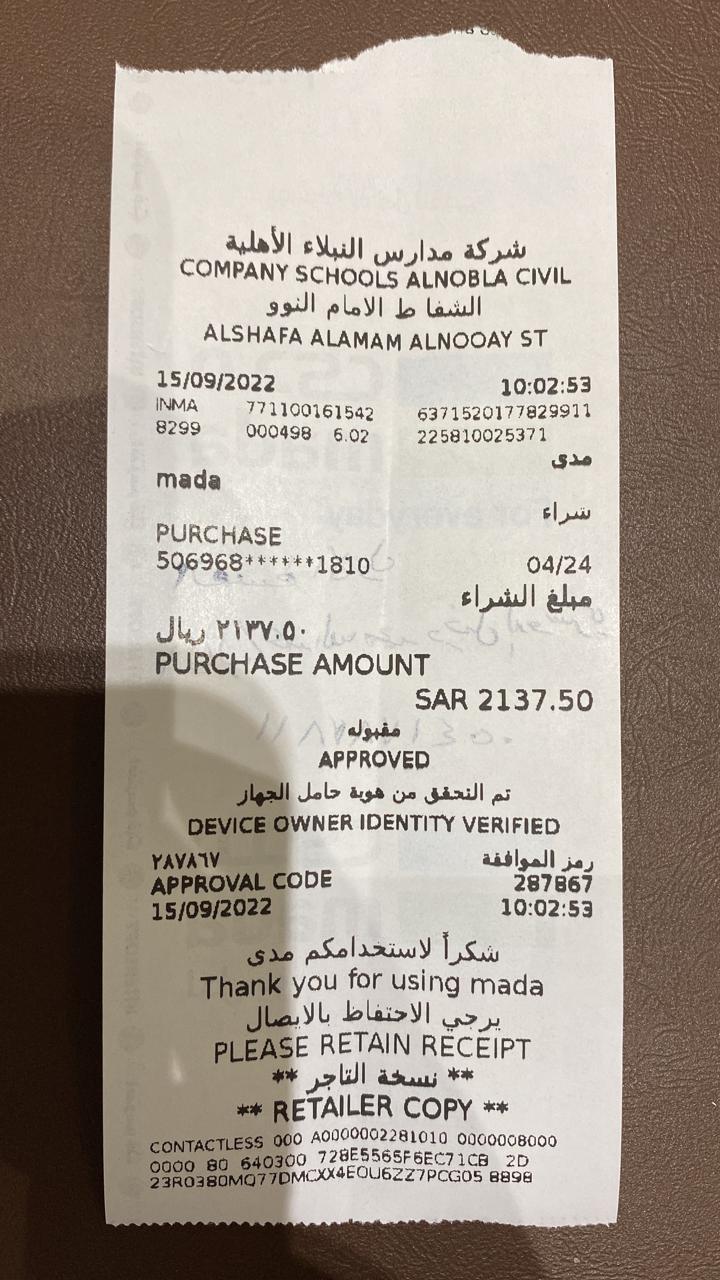 شركة مدارس النبلاء الأهلية
COMPANY SCHOOLS ALNOBLA CIVIL
الشفا ط الامام النوو
ALSHAFA ALAMAM ALNOOAY ST
15/09/2022 10:02:53
INMA 771100161542 6371520177829911
8299 000498 6.02 225810025371
مدى
mada
شراء
PURCHASE
506968******1810 04/24
مبلغ الشراء
٢١٣٧.٥٠ ريال
PURCHASE AMOUNT
SAR 2137.50
مقبوله
APPROVED
تم التحقق من هوية حامل الجهاز
DEVICE OWNER IDENTITY VERIFIED
رمز الموافقة ٢٨٧٨٦٧
APPROVAL CODE 287867
15/09/2022 10:02:53
شكراً لاستخدامكم مدى
Thank you for using mada
يرجي الاحتفاظ بالايصال
PLEASE RETAIN RECEIPT
** نسخة التاجر **
** RETAILER COPY **
CONTACTLESS 000 A0000002281010 0000008000
0000 80 640300 728E5565F6EC71CB 2D
23R0380MQ77DMCXX4EOU6ZZ7PCG05 8898